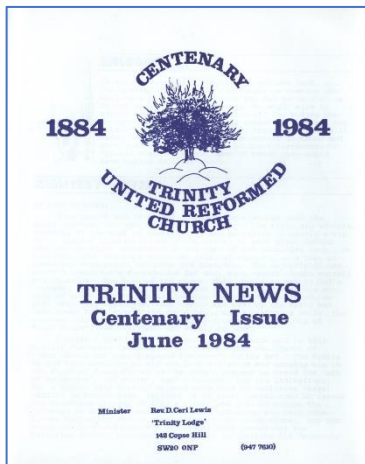 CENTENARY
1884 1984
TRINITY
UNITED REFORMED
CHURCH
TRINITY NEWS
Centenary Issue
June 1984
Minister Rev. D. Ceri Lewis
'Trinity Lodge'
142 Copse Hill
SW20 0NP (947 7610)